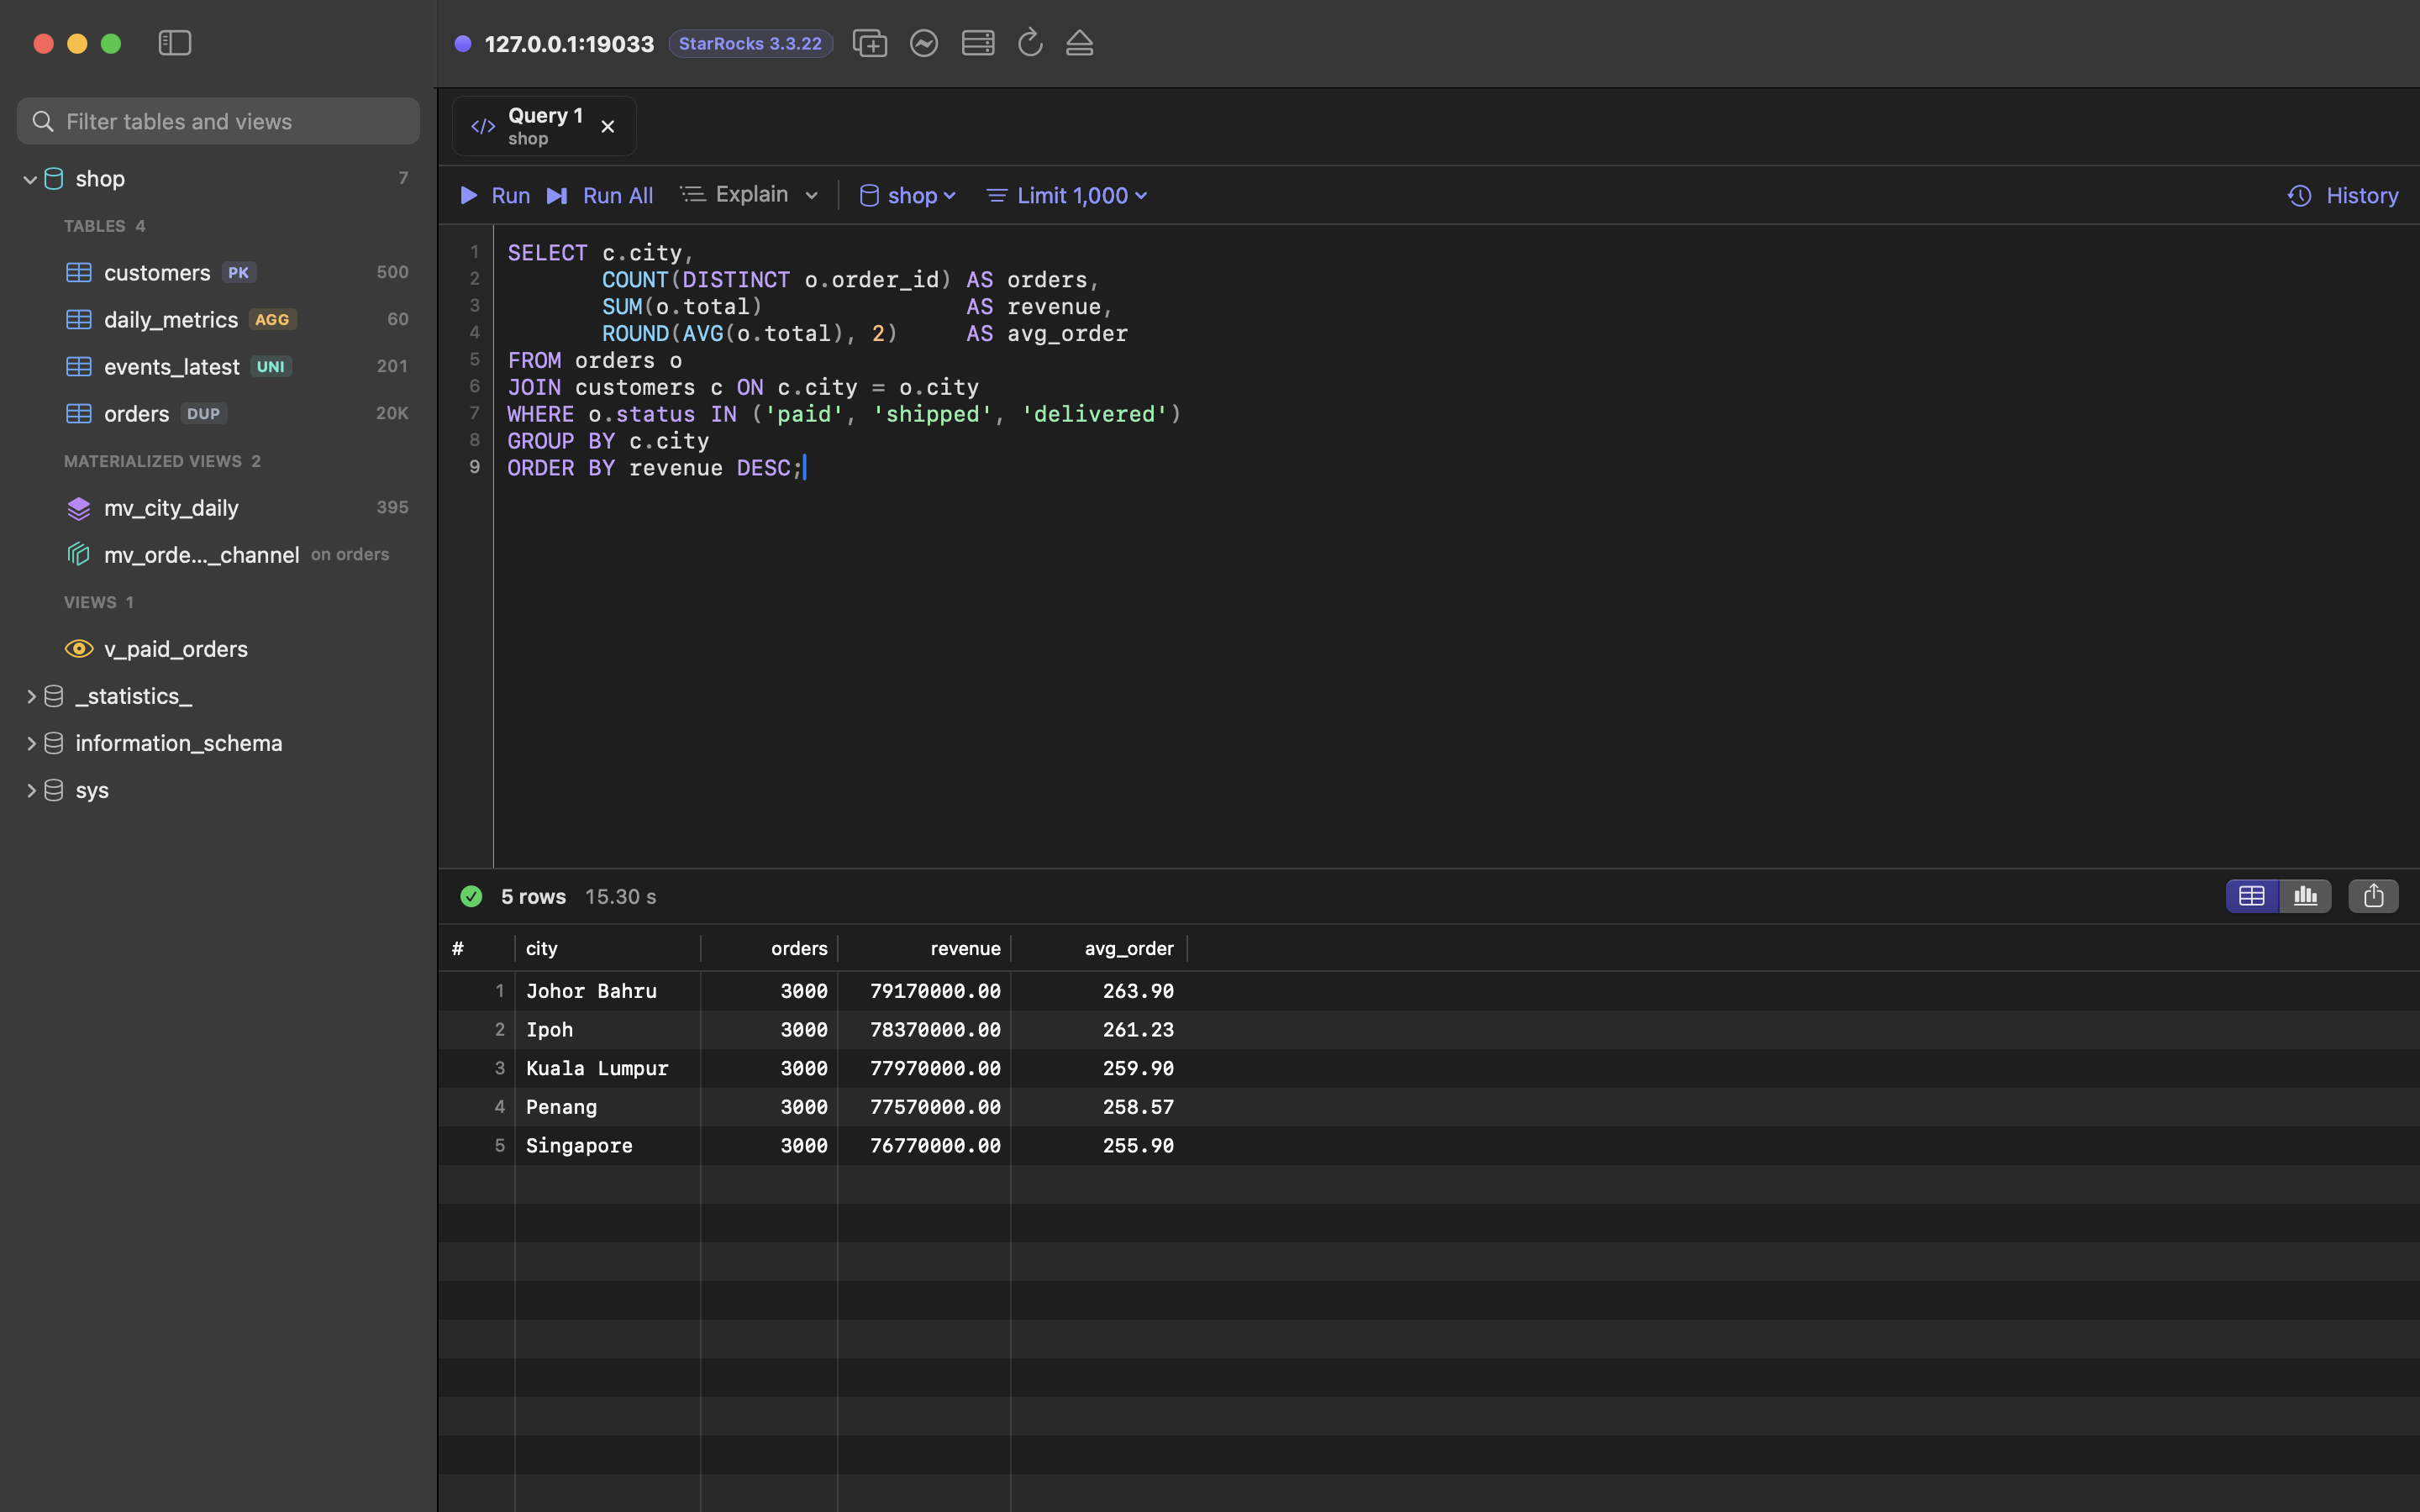 127.0.0.1:19033 StarRocks 3.3.22
Filter tables and views
shop 7
TABLES 4
customers PK 500
daily_metrics AGG 60
events_latest UNI 201
orders DUP 20K
MATERIALIZED VIEWS 2
mv_city_daily 395
mv_orde..._channel on orders
VIEWS 1
v_paid_orders
_statistics_
information_schema
sys
Query 1
shop
Run Run All Explain shop Limit 1,000 History
1 SELECT c.city,
2 COUNT(DISTINCT o.order_id) AS orders,
3 SUM(o.total) AS revenue,
4 ROUND(AVG(o.total), 2) AS avg_order
5 FROM orders o
6 JOIN customers c ON c.city = o.city
7 WHERE o.status IN ('paid', 'shipped', 'delivered')
8 GROUP BY c.city
9 ORDER BY revenue DESC;
5 rows 15.30 s
# city orders revenue avg_order
1 Johor Bahru 3000 79170000.00 263.90
2 Ipoh 3000 78370000.00 261.23
3 Kuala Lumpur 3000 77970000.00 259.90
4 Penang 3000 77570000.00 258.57
5 Singapore 3000 76770000.00 255.90